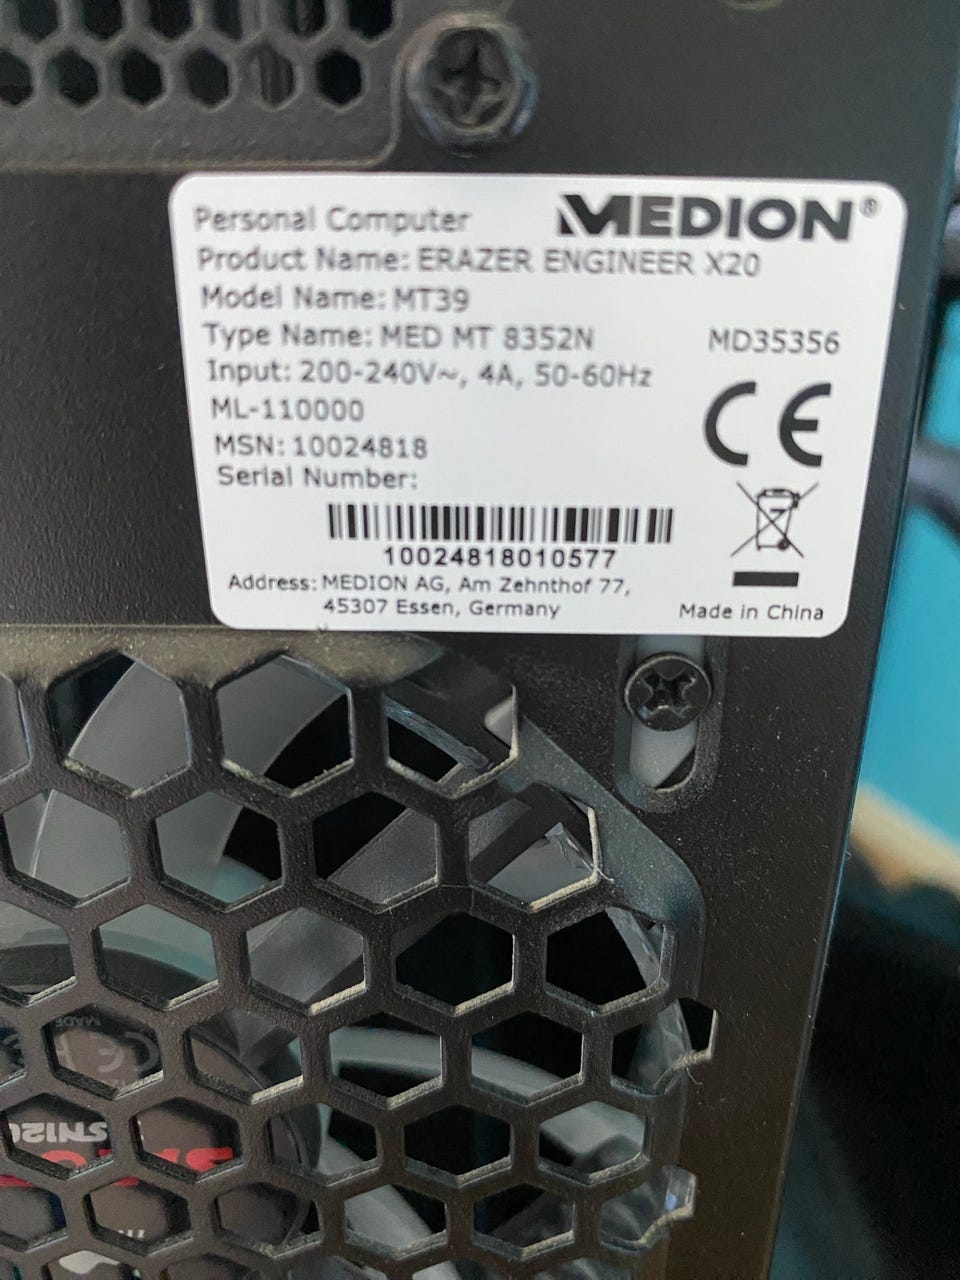 Personal Computer MEDION®
Product Name: ERAZER ENGINEER X20
Model Name: MT39
Type Name: MED MT 8352N MD35356
Input: 200-240V~, 4A, 50-60Hz
ML-110000
MSN: 10024818
Serial Number:
10024818010577
Address: MEDION AG, Am Zehnthof 77,
45307 Essen, Germany
Made in China
CE
MADE
CE